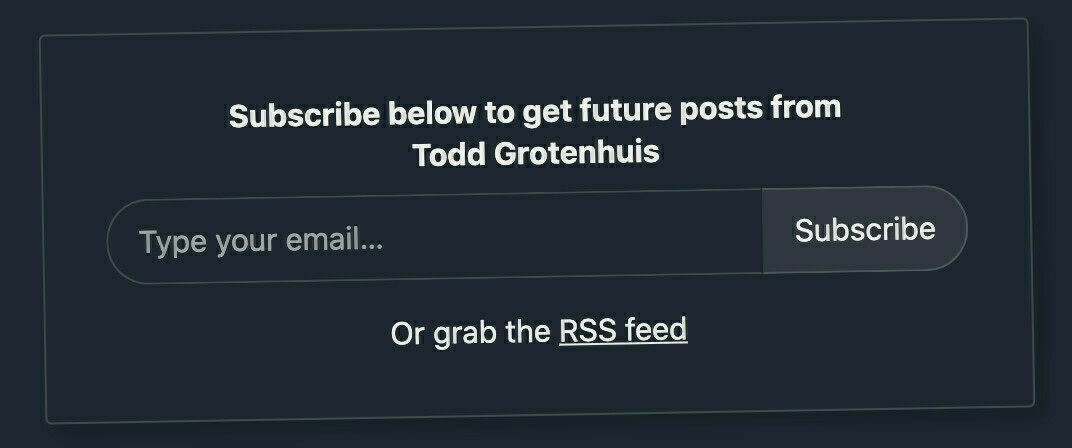 Subscribe below to get future posts from
Todd Grotenhuis
Type your email...
Subscribe
Or grab the RSS feed